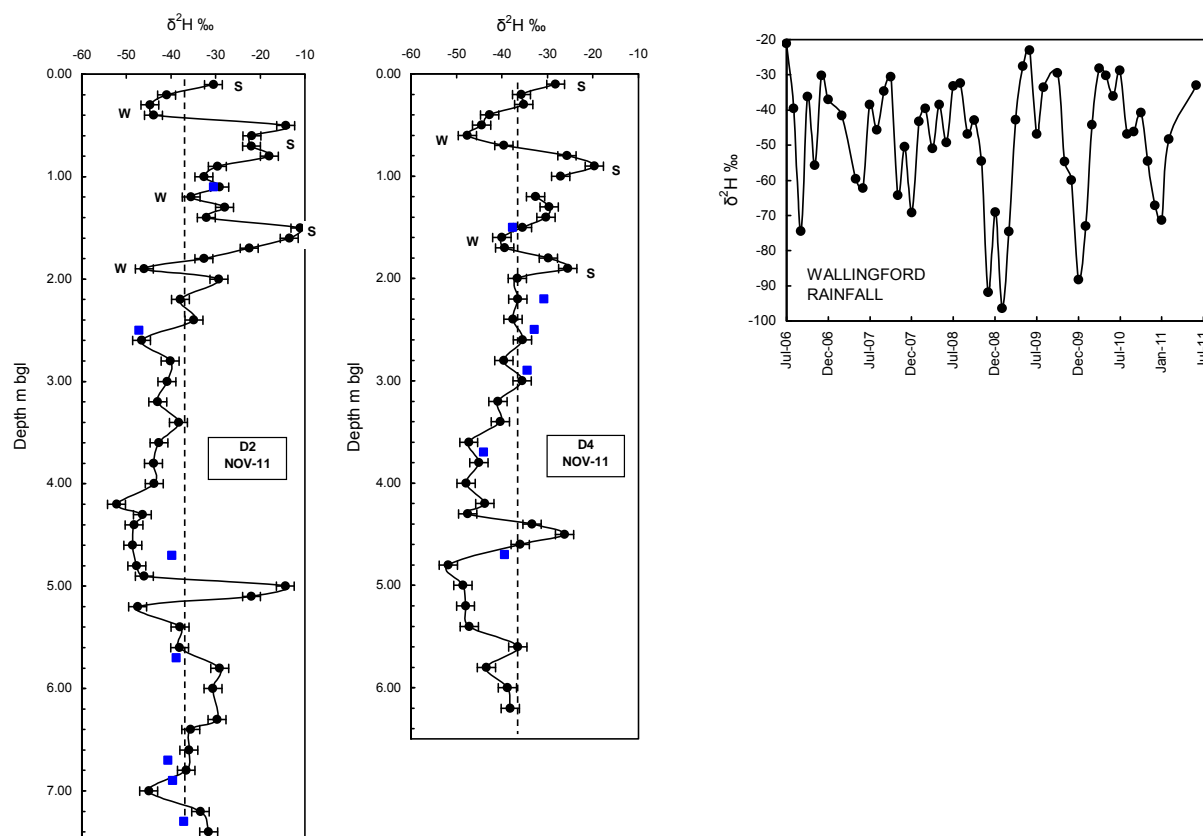 δ²H ‰
-60 -50 -40 -30 -20 -10
0.00
1.00
2.00
3.00
4.00
5.00
6.00
7.00
Depth m bgl
S
W
S
W
S
W
D2
NOV-11
δ²H ‰
-60 -50 -40 -30 -20 -10
0.00
1.00
2.00
3.00
4.00
5.00
6.00
Depth m bgl
S
W
S
W
S
D4
NOV-11
δ²H ‰
-20
-30
-40
-50
-60
-70
-80
-90
-100
WALLINGFORD
RAINFALL
Jul-06 Dec-06 Jul-07 Dec-07 Jul-08 Dec-08 Jul-09 Dec-09 Jul-10 Jan-11 Jul-11